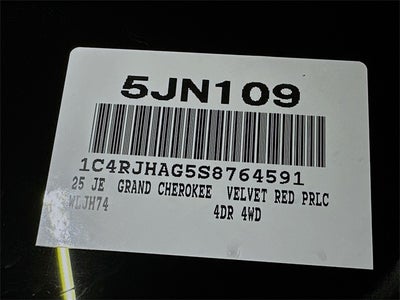 5JN109
1C4RJHAG5S8764591
25 JE GRAND CHEROKEE VELVET RED PRLC
WLJH74 4DR 4WD